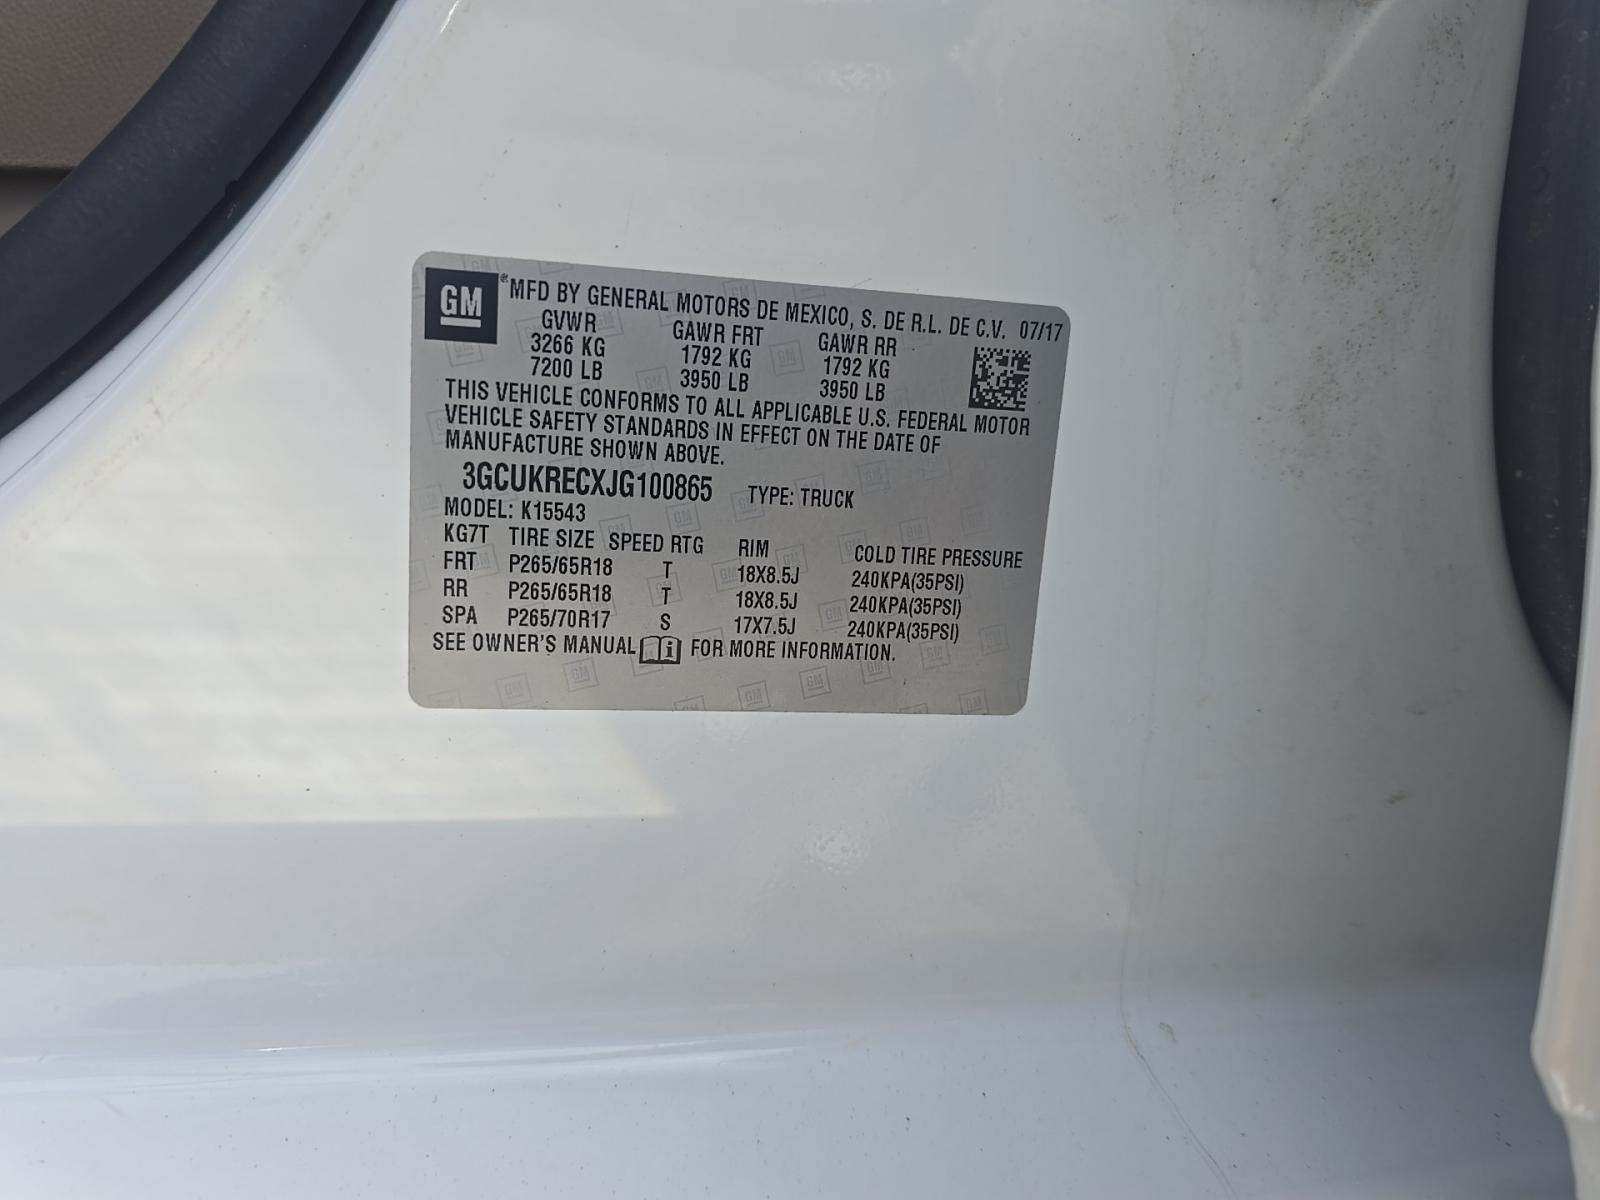 GM ® MFD BY GENERAL MOTORS DE MEXICO, S. DE R.L. DE C.V. 07/17
GVWR GAWR FRT GAWR RR
3266 KG 1792 KG 1792 KG
7200 LB 3950 LB 3950 LB
THIS VEHICLE CONFORMS TO ALL APPLICABLE U.S. FEDERAL MOTOR
VEHICLE SAFETY STANDARDS IN EFFECT ON THE DATE OF
MANUFACTURE SHOWN ABOVE.
3GCUKRECXJG100865 TYPE: TRUCK
MODEL: K15543
KG7T TIRE SIZE SPEED RTG RIM COLD TIRE PRESSURE
FRT P265/65R18 T 18X8.5J 240KPA(35PSI)
RR P265/65R18 T 18X8.5J 240KPA(35PSI)
SPA P265/70R17 S 17X7.5J 240KPA(35PSI)
SEE OWNER'S MANUAL i FOR MORE INFORMATION.